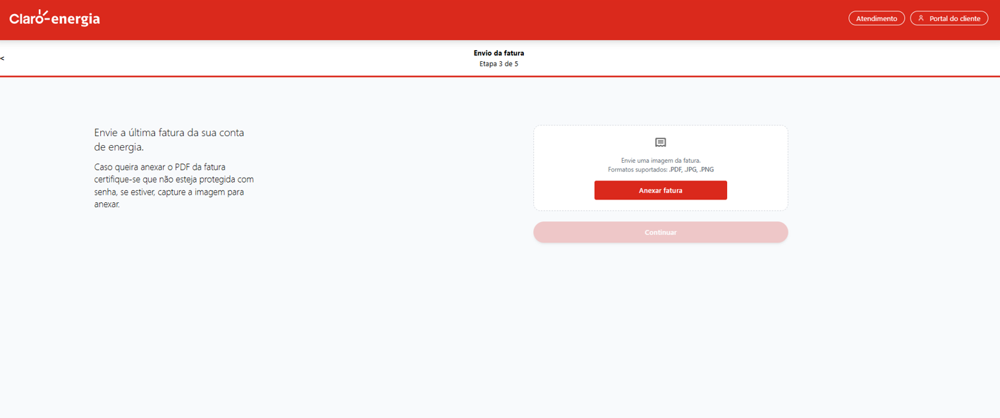 Claro-energia
Atendimento
Portal do cliente
<
Envio da fatura
Etapa 3 de 5
Envie a última fatura da sua conta
de energia.
Caso queira anexar o PDF da fatura
certifique-se que não esteja protegida com
senha, se estiver, capture a imagem para
anexar.
Envie uma imagem da fatura.
Formatos suportados: .PDF, .JPG, .PNG
Anexar fatura
Continuar